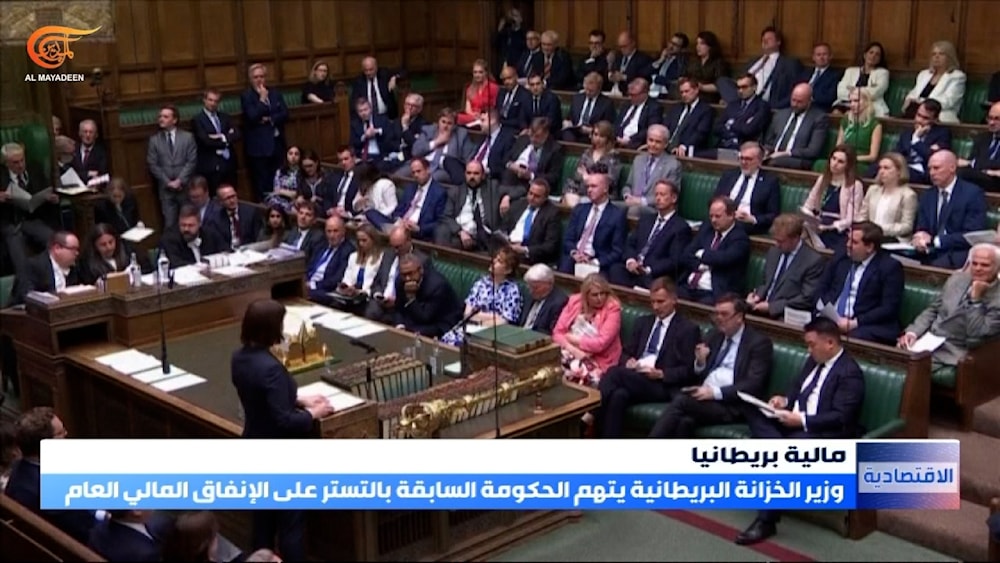 الميادين
AL MAYADEEN
مالية بريطانيا
الاقتصادية
وزير الخزانة البريطانية يتهم الحكومة السابقة بالتستر على الإنفاق المالي العام